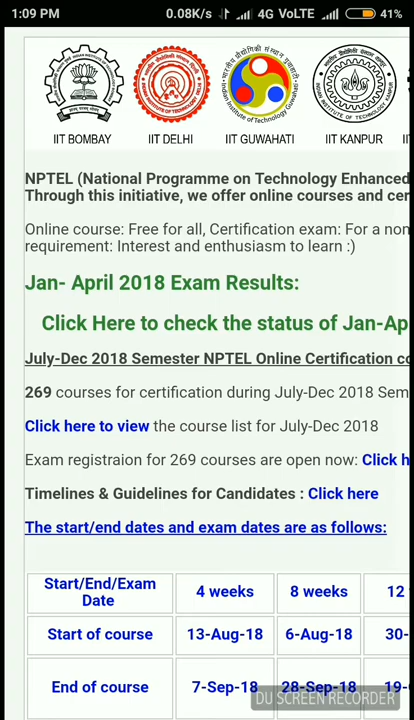 1:09 PM 0.08K/s 4G VoLTE 41%
IIT BOMBAY IIT DELHI IIT GUWAHATI IIT KANPUR
NPTEL (National Programme on Technology Enhanced
Through this initiative, we offer online courses and cer
Online course: Free for all, Certification exam: For a non
requirement: Interest and enthusiasm to learn :)
Jan- April 2018 Exam Results:
Click Here to check the status of Jan-Ap
July-Dec 2018 Semester NPTEL Online Certification co
269 courses for certification during July-Dec 2018 Sem
Click here to view the course list for July-Dec 2018
Exam registraion for 269 courses are open now: Click h
Timelines & Guidelines for Candidates : Click here
The start/end dates and exam dates are as follows:
Start/End/Exam Date 4 weeks 8 weeks 12
Start of course 13-Aug-18 6-Aug-18 30-
End of course 7-Sep-18 28-Sep-18 19-
DU SCREEN RECORDER